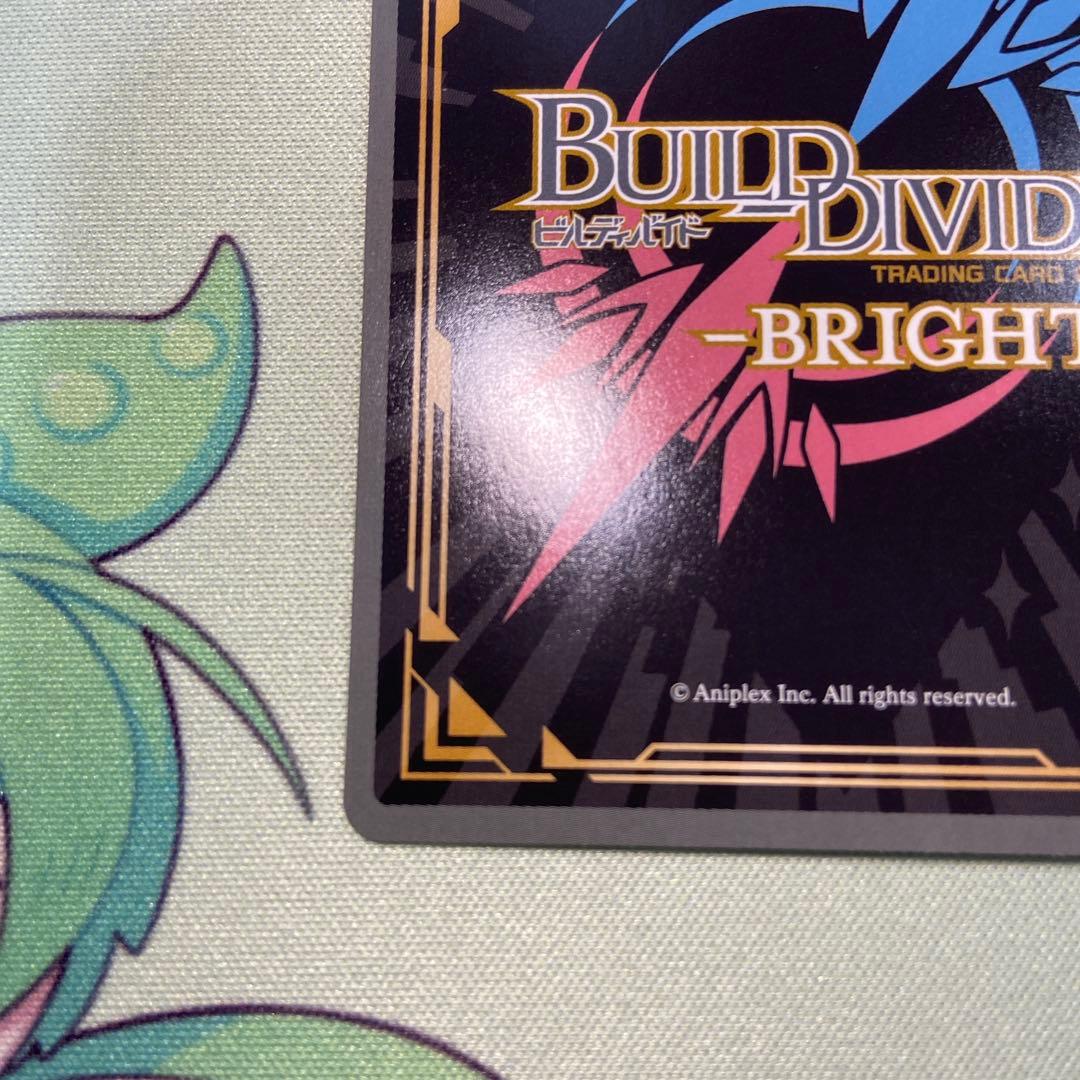 BUILD DIVID
ビルディバイド
TRADING CARD
-BRIGHT
© Aniplex Inc. All rights reserved.